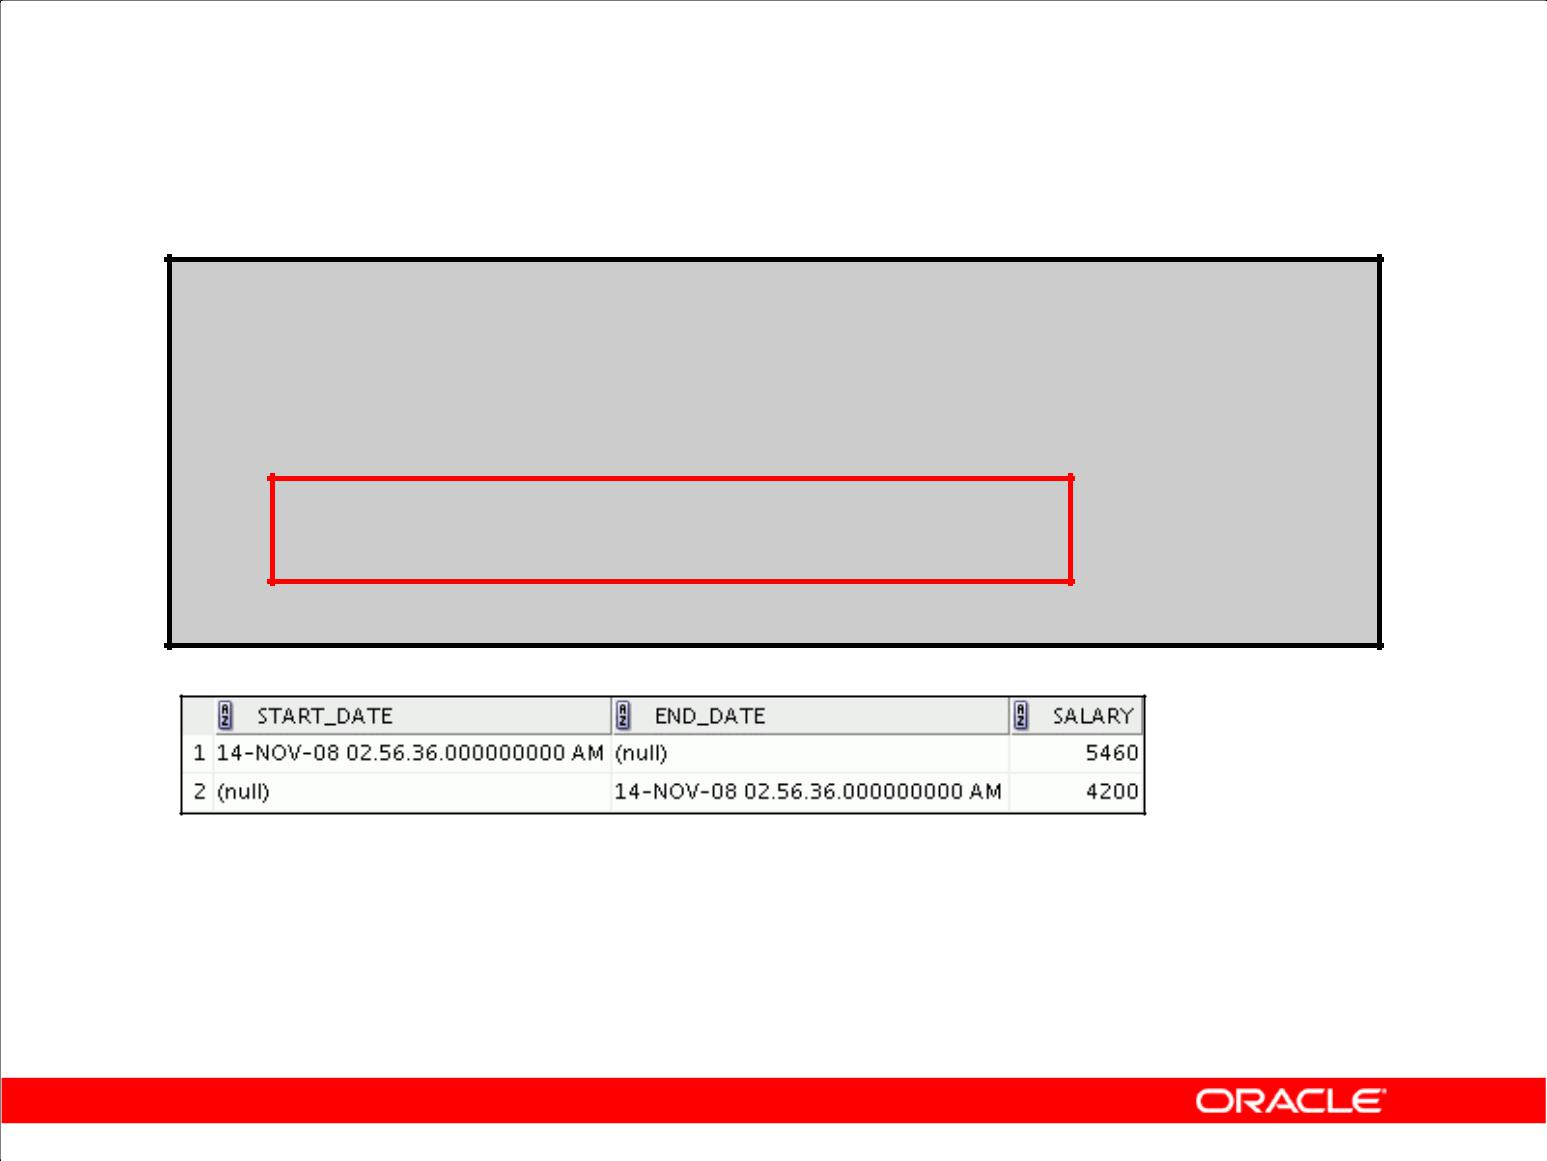 START_DATE END_DATE SALARY
1 14-NOV-08 02.56.36.000000000 AM (null) 5460
2 (null) 14-NOV-08 02.56.36.000000000 AM 4200
ORACLE